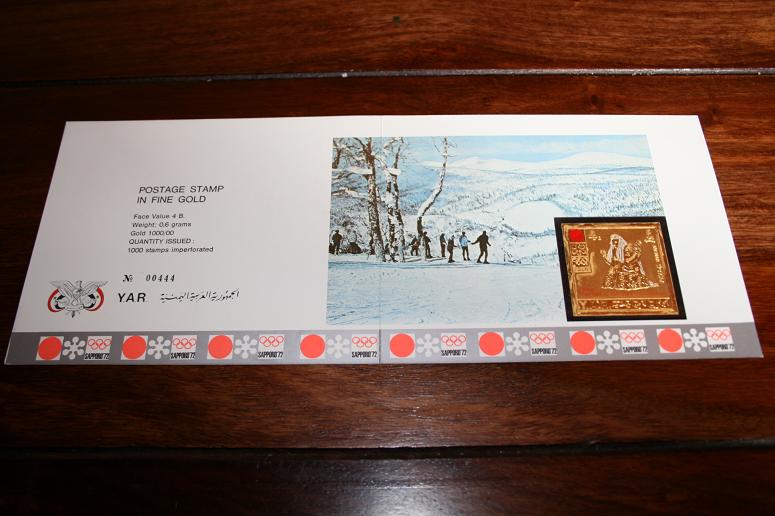 POSTAGE STAMP
IN FINE GOLD
Face Value 4 B.
Weight: 0,6 grams
Gold 1000/00
QUANTITY ISSUED:
1000 stamps imperforated
№ 00444
YAR الجمهورية العربية اليمنية
SAPPORO'72 SAPPORO'72 SAPPORO'72 SAPPORO'72 SAPPORO'72 SAPPORO'72 SAPPORO'72 SAPPORO'72